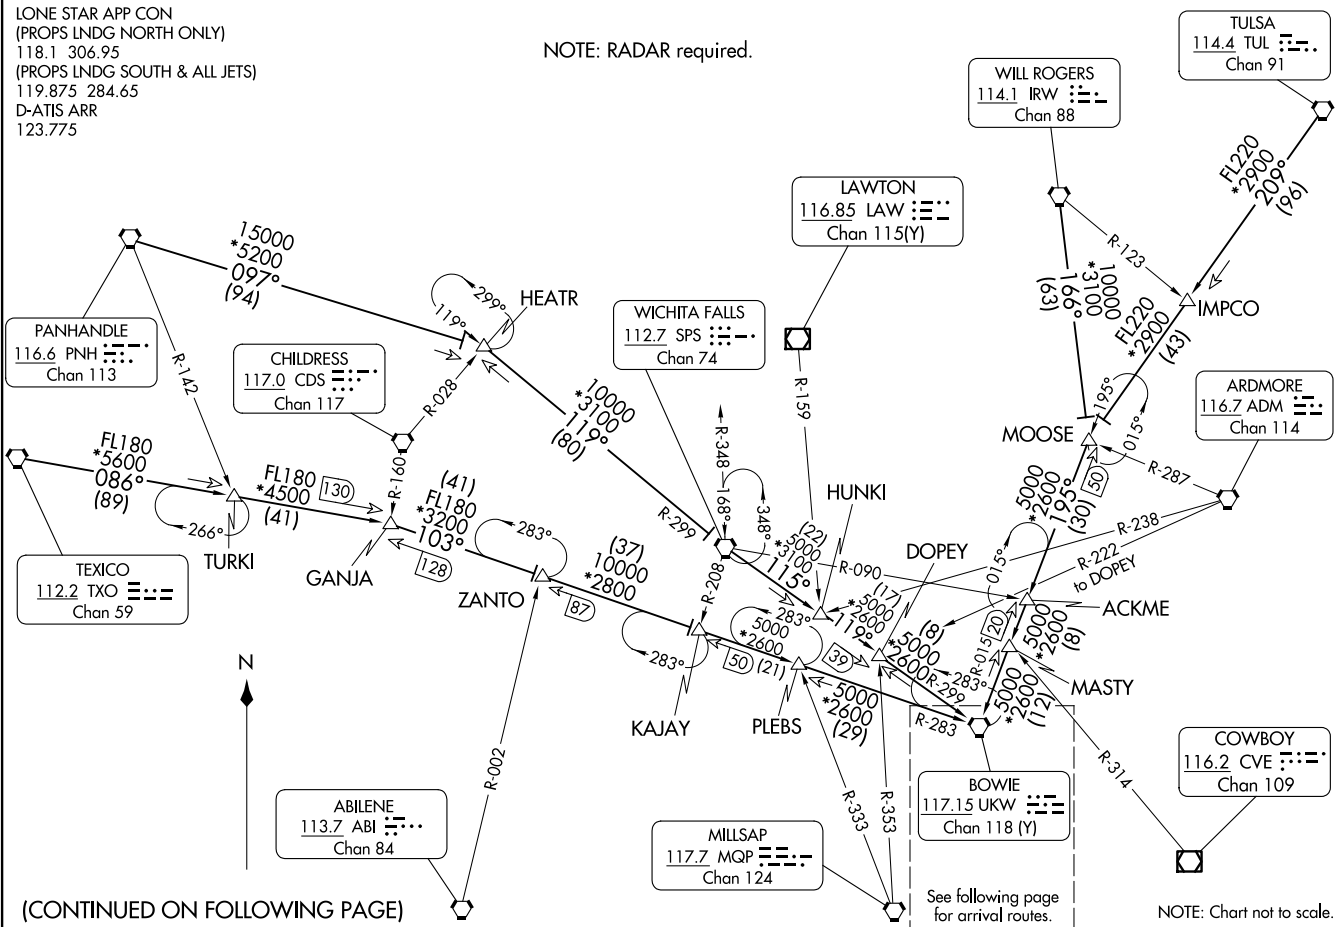 LONE STAR APP CON
(PROPS LNDG NORTH ONLY)
118.1 306.95
(PROPS LNDG SOUTH & ALL JETS)
119.875 284.65
D-ATIS ARR
123.775
NOTE: RADAR required.
TULSA
114.4 TUL
Chan 91
WILL ROGERS
114.1 IRW
Chan 88
LAWTON
116.85 LAW
Chan 115(Y)
FL220
*2900
209°
(96)
R-123
10000
*3100
166°
(63)
IMPCO
FL220
*2900
(43)
15000
*5200
097°
(94)
299°
119°
HEATR
PANHANDLE
116.6 PNH
Chan 113
R-142
CHILDRESS
117.0 CDS
Chan 117
R-028
WICHITA FALLS
112.7 SPS
Chan 74
R-159
ARDMORE
116.7 ADM
Chan 114
195°
015°
MOOSE
R-287
50
10000
*3100
119°
(80)
R-299
R-348
168°
348°
FL180
*5600
086°
(89)
266°
TURKI
FL180
*4500
130
(41)
R-160
GANJA
(41)
FL180
*3200
103°
128
283°
ZANTO
TEXICO
112.2 TXO
Chan 59
HUNKI
(22)
5000
*3100
115°
R-090
R-208
5000
*2600
195°
(30)
R-238
R-222
to DOPEY
015°
DOPEY
ACKME
(37)
10000
*2800
87
283°
KAJAY
50
(21)
283°
5000
*2600
PLEBS
(17)
*5000
*2600
119°
39
(8)
5000
*2600
R-299
283°
R-283
R-015
20
5000
*2600
(8)
MASTY
5000
*2600
(12)
5000
*2600
(29)
N
R-002
ABILENE
113.7 ABI
Chan 84
R-333
R-353
MILLSAP
117.7 MQP
Chan 124
BOWIE
117.15 UKW
Chan 118 (Y)
R-314
COWBOY
116.2 CVE
Chan 109
See following page
for arrival routes.
(CONTINUED ON FOLLOWING PAGE)
NOTE: Chart not to scale.